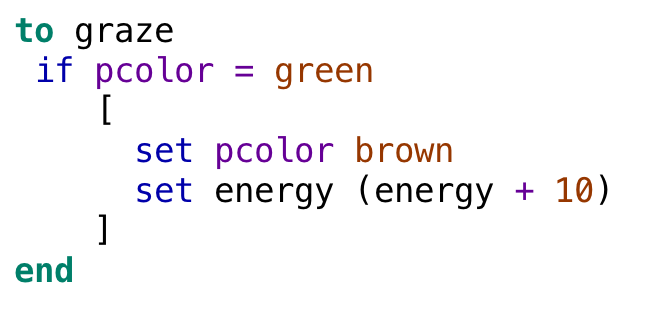 to graze
if pcolor = green
[
set pcolor brown
set energy (energy + 10)
]
end